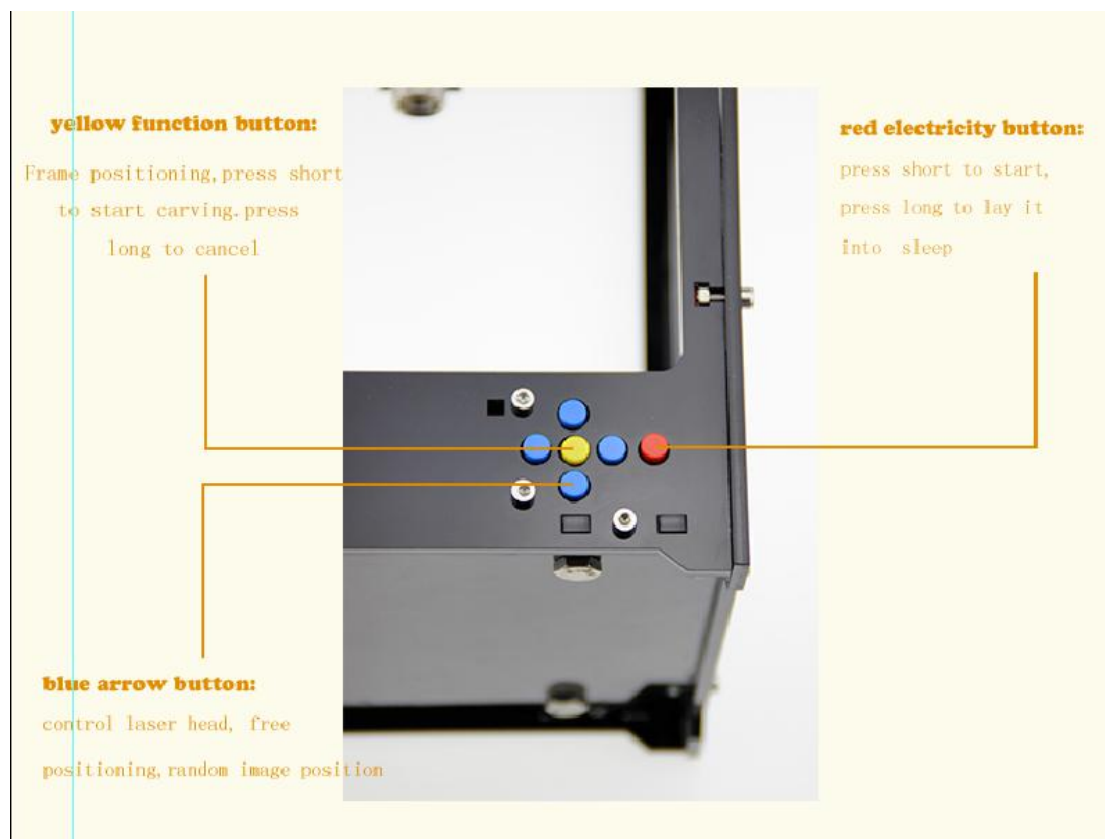 yellow function button:
Frame positioning,press short
to start carving.press
long to cancel
red electricity button:
press short to start,
press long to lay it
into sleep
blue arrow button:
control laser head, free
positioning,random image position